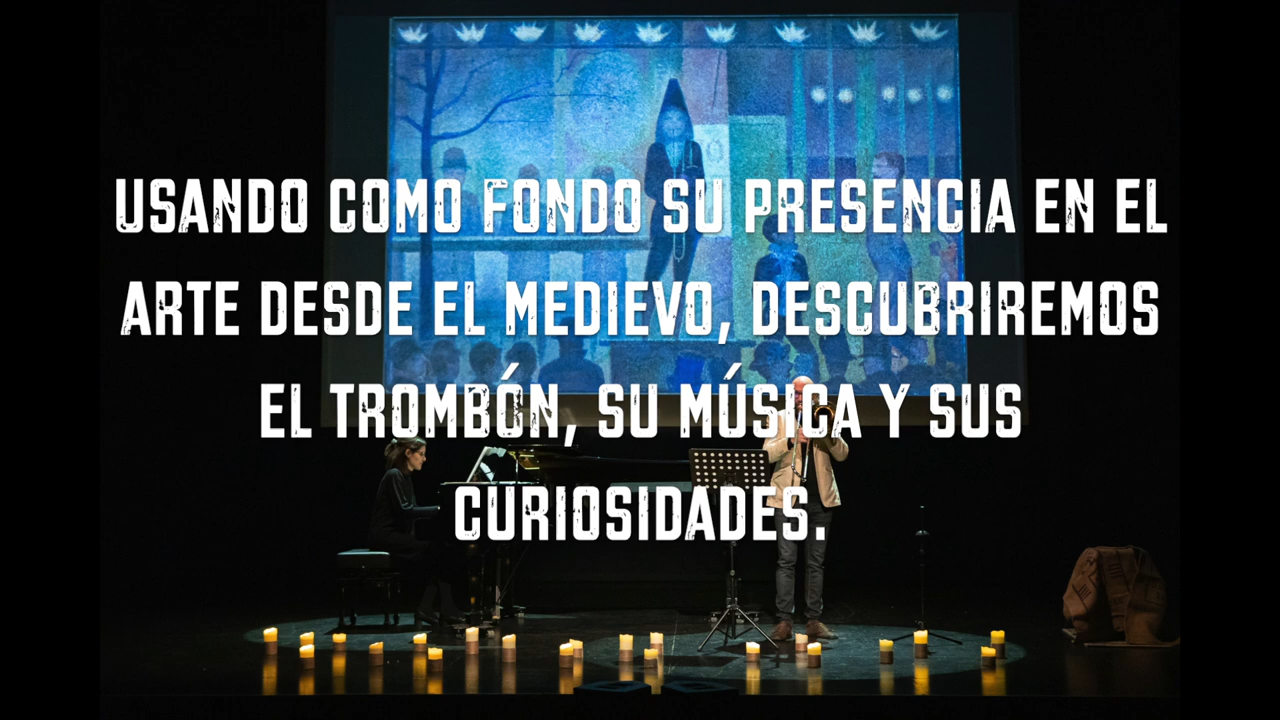 USANDO COMO FONDO SU PRESENCIA EN EL
ARTE DESDE EL MEDIEVO, DESCUBRIREMOS
EL TROMBÓN, SU MÚSICA Y SUS
CURIOSIDADES.